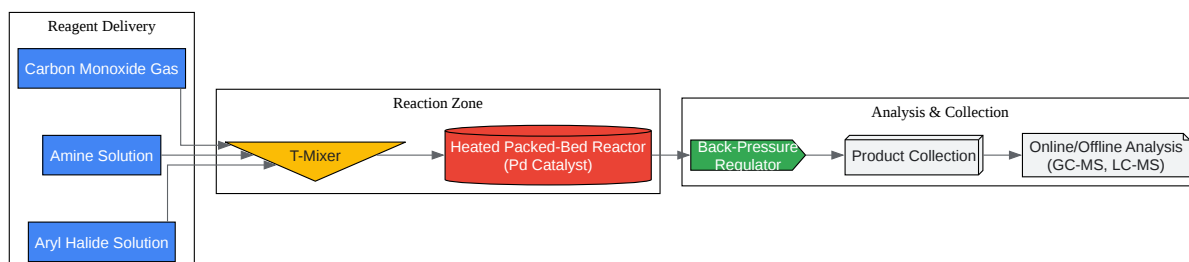 Reagent Delivery
Carbon Monoxide Gas
Amine Solution
Aryl Halide Solution
Reaction Zone
T-Mixer
Heated Packed-Bed Reactor
(Pd Catalyst)
Analysis & Collection
Back-Pressure
Regulator
Product Collection
Online/Offline Analysis
(GC-MS, LC-MS)